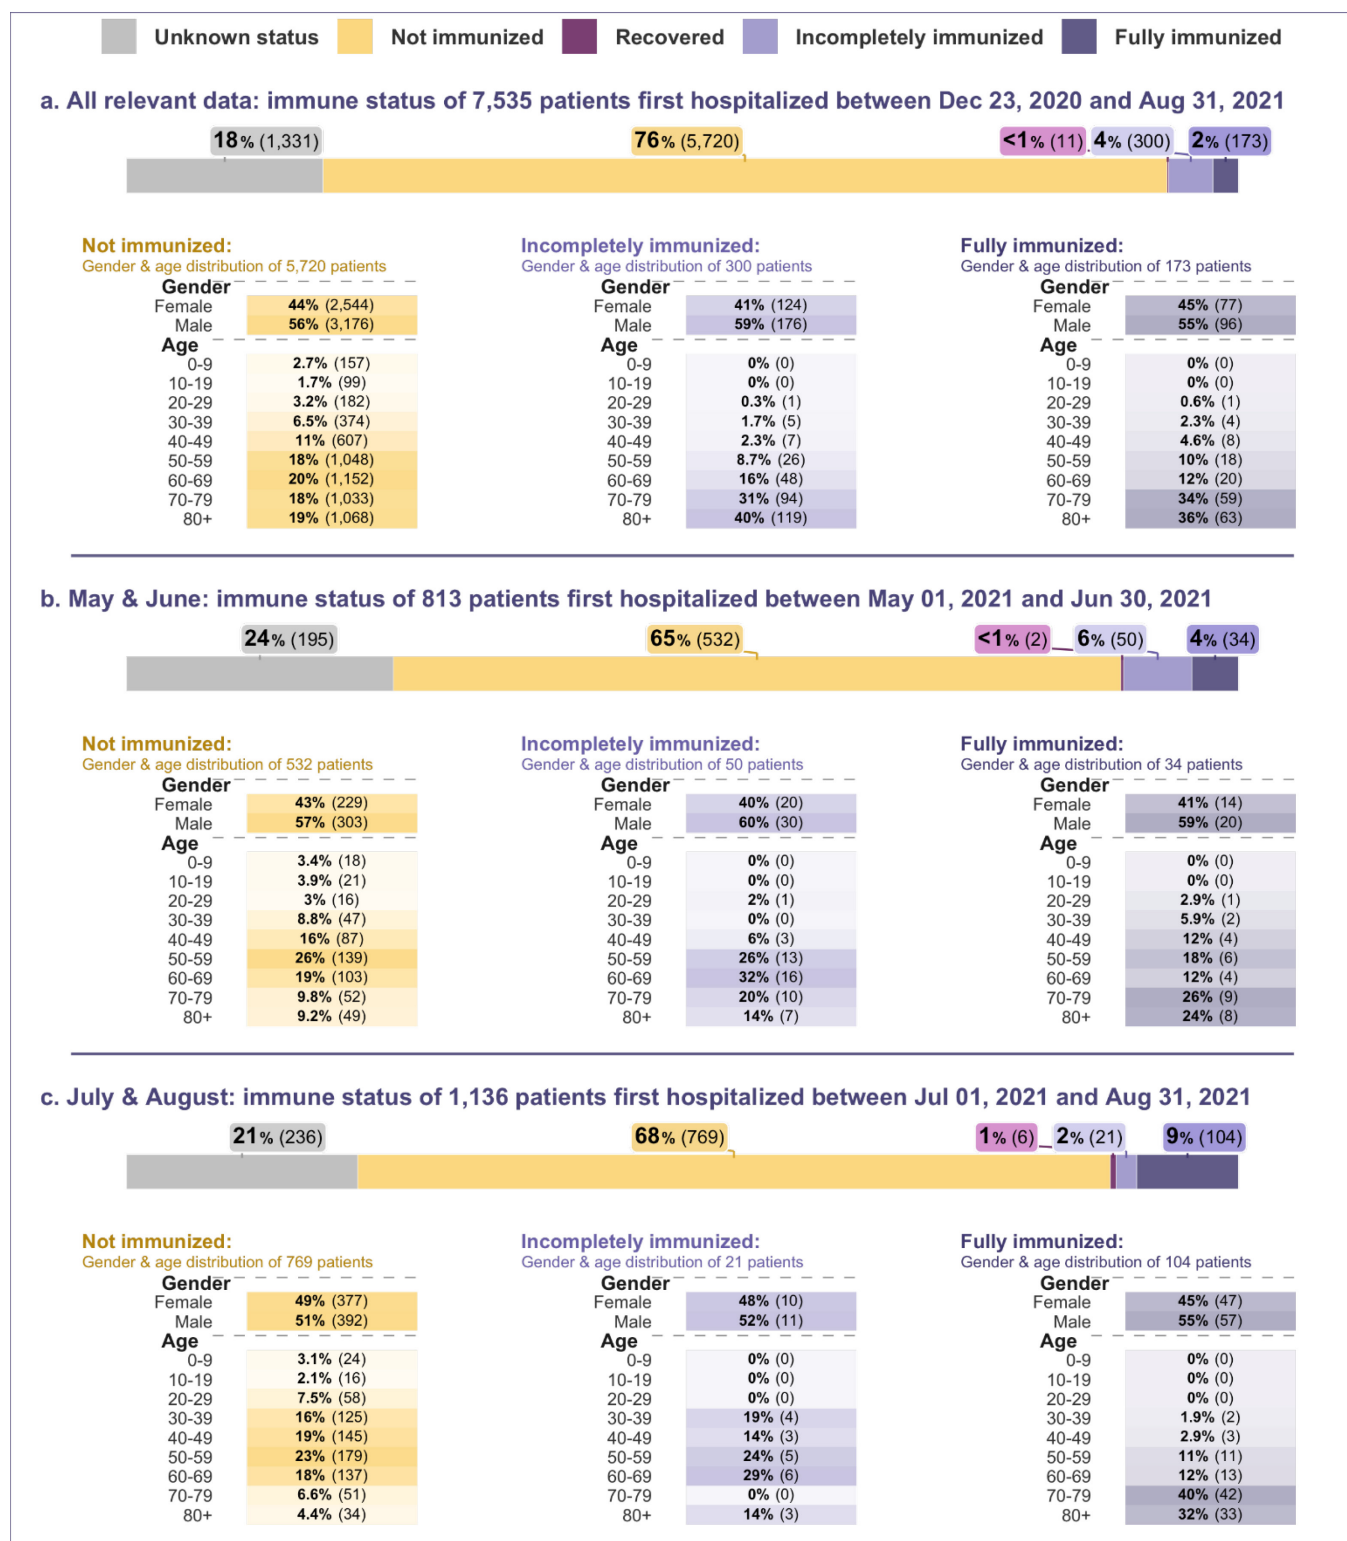 Unknown status Not immunized Recovered Incompletely immunized Fully immunized
a. All relevant data: immune status of 7,535 patients first hospitalized between Dec 23, 2020 and Aug 31, 2021
18% (1,331) 76% (5,720) <1% (11) 4% (300) 2% (173)
Not immunized: Incompletely immunized: Fully immunized:
Gender & age distribution of 5,720 patients Gender & age distribution of 300 patients Gender & age distribution of 173 patients
Gender Gender Gender
Female 44% (2,544) Female 41% (124) Female 45% (77)
Male 56% (3,176) Male 59% (176) Male 55% (96)
Age Age Age
0-9 2.7% (157) 0-9 0% (0) 0-9 0% (0)
10-19 1.7% (99) 10-19 0% (0) 10-19 0% (0)
20-29 3.2% (182) 20-29 0.3% (1) 20-29 0.6% (1)
30-39 6.5% (374) 30-39 1.7% (5) 30-39 2.3% (4)
40-49 11% (607) 40-49 2.3% (7) 40-49 4.6% (8)
50-59 18% (1,048) 50-59 8.7% (26) 50-59 10% (18)
60-69 20% (1,152) 60-69 16% (48) 60-69 12% (20)
70-79 18% (1,033) 70-79 31% (94) 70-79 34% (59)
80+ 19% (1,068) 80+ 40% (119) 80+ 36% (63)
b. May & June: immune status of 813 patients first hospitalized between May 01, 2021 and Jun 30, 2021
24% (195) 65% (532) <1% (2) 6% (50) 4% (34)
Not immunized: Incompletely immunized: Fully immunized:
Gender & age distribution of 532 patients Gender & age distribution of 50 patients Gender & age distribution of 34 patients
Gender Gender Gender
Female 43% (229) Female 40% (20) Female 41% (14)
Male 57% (303) Male 60% (30) Male 59% (20)
Age Age Age
0-9 3.4% (18) 0-9 0% (0) 0-9 0% (0)
10-19 3.9% (21) 10-19 0% (0) 10-19 0% (0)
20-29 3% (16) 20-29 2% (1) 20-29 2.9% (1)
30-39 8.8% (47) 30-39 0% (0) 30-39 5.9% (2)
40-49 16% (87) 40-49 6% (3) 40-49 12% (4)
50-59 26% (139) 50-59 26% (13) 50-59 18% (6)
60-69 19% (103) 60-69 32% (16) 60-69 12% (4)
70-79 9.8% (52) 70-79 20% (10) 70-79 26% (9)
80+ 9.2% (49) 80+ 14% (7) 80+ 24% (8)
c. July & August: immune status of 1,136 patients first hospitalized between Jul 01, 2021 and Aug 31, 2021
21% (236) 68% (769) 1% (6) 2% (21) 9% (104)
Not immunized: Incompletely immunized: Fully immunized:
Gender & age distribution of 769 patients Gender & age distribution of 21 patients Gender & age distribution of 104 patients
Gender Gender Gender
Female 49% (377) Female 48% (10) Female 45% (47)
Male 51% (392) Male 52% (11) Male 55% (57)
Age Age Age
0-9 3.1% (24) 0-9 0% (0) 0-9 0% (0)
10-19 2.1% (16) 10-19 0% (0) 10-19 0% (0)
20-29 7.5% (58) 20-29 0% (0) 20-29 0% (0)
30-39 16% (125) 30-39 19% (4) 30-39 1.9% (2)
40-49 19% (145) 40-49 14% (3) 40-49 2.9% (3)
50-59 23% (179) 50-59 24% (5) 50-59 11% (11)
60-69 18% (137) 60-69 29% (6) 60-69 12% (13)
70-79 6.6% (51) 70-79 0% (0) 70-79 40% (42)
80+ 4.4% (34) 80+ 14% (3) 80+ 32% (33)